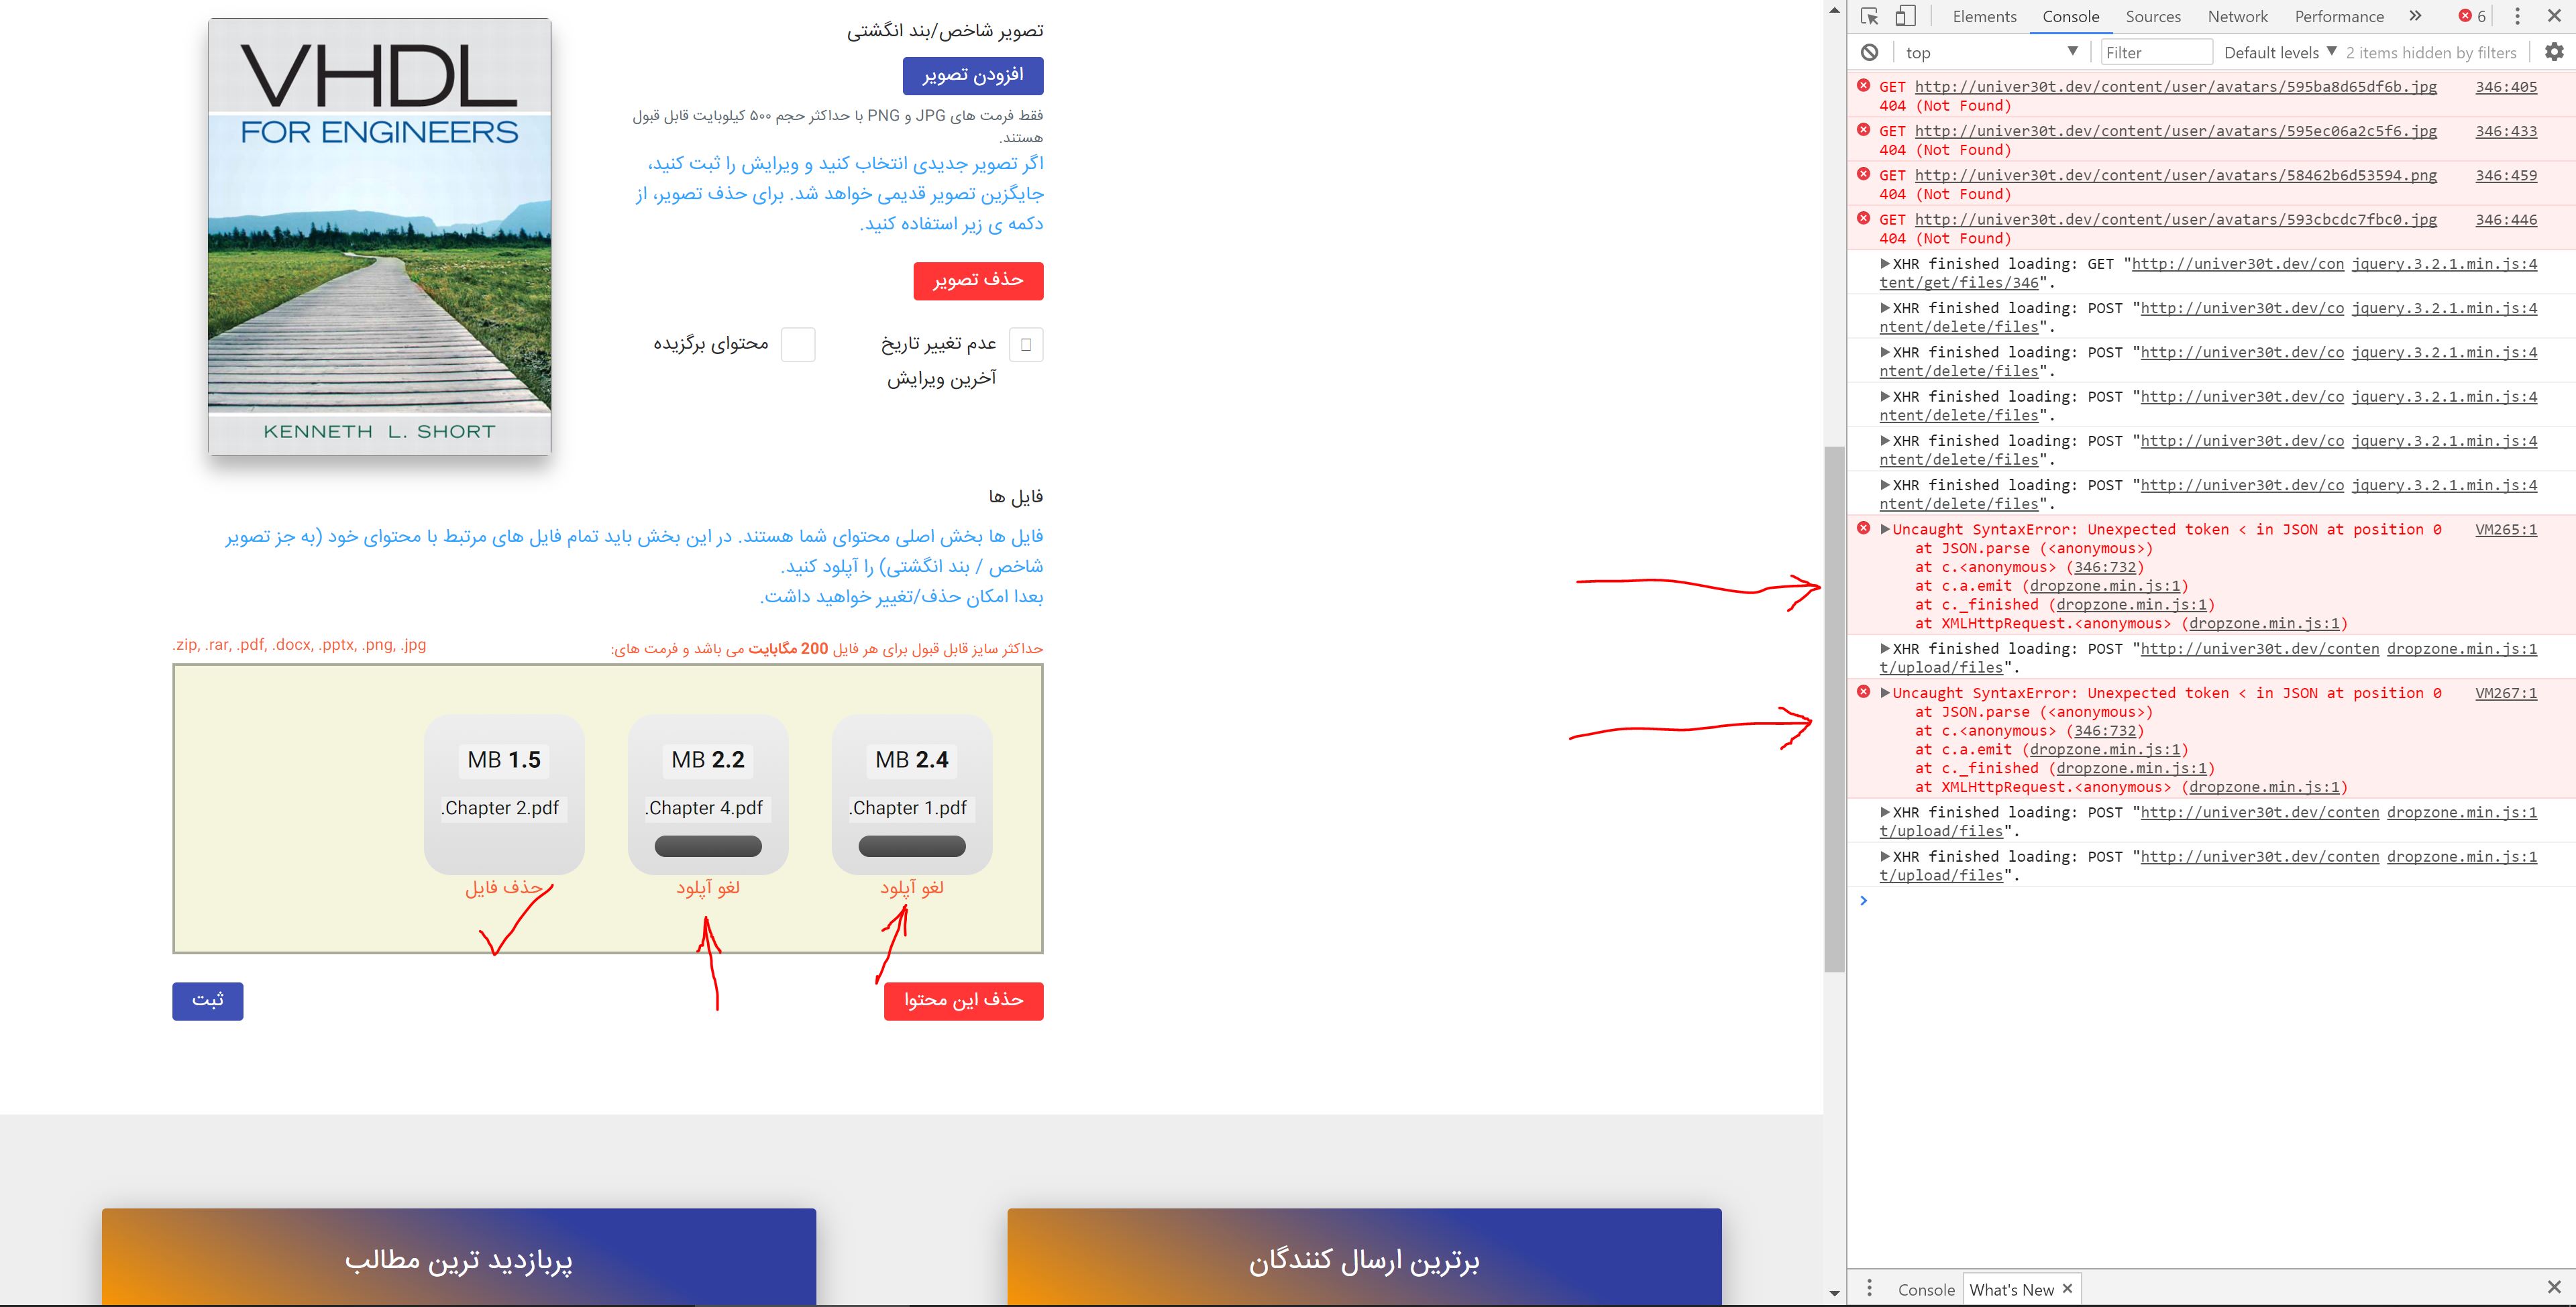 VHDL
FOR ENGINEERS
KENNETH L. SHORT
تصویر شاخص/بند انگشتی
افزودن تصویر
فقط فرمت های JPG و PNG با حداکثر حجم ۵۰۰ کیلوبایت قابل قبول
هستند.
اگر تصویر جدیدی انتخاب کنید و ویرایش را ثبت کنید،
جایگزین تصویر قدیمی خواهد شد. برای حذف تصویر، از
دکمه ی زیر استفاده کنید.
حذف تصویر
عدم تغییر تاریخ
آخرین ویرایش
محتوای برگزیده
فایل ها
فایل ها بخش اصلی محتوای شما هستند. در این بخش باید تمام فایل های مرتبط با محتوای خود (به جز تصویر
شاخص / بند انگشتی) را آپلود کنید.
بعدا امکان حذف/تغییر خواهید داشت.
حداکثر سایز قابل قبول برای هر فایل 200 مگابایت می باشد و فرمت های:
.zip, .rar, .pdf, .docx, .pptx, .png, .jpg
MB 2.4
.Chapter 1.pdf
لغو آپلود
MB 2.2
.Chapter 4.pdf
لغو آپلود
MB 1.5
.Chapter 2.pdf
حذف فایل
حذف این محتوا
ثبت
برترین ارسال کنندگان
پربازدید ترین مطالب
Elements Console Sources Network Performance » 6
top Filter Default levels 2 items hidden by filters
GET http://univer30t.dev/content/user/avatars/595ba8d65df6b.jpg 346:405
404 (Not Found)
GET http://univer30t.dev/content/user/avatars/595ec06a2c5f6.jpg 346:433
404 (Not Found)
GET http://univer30t.dev/content/user/avatars/58462b6d53594.png 346:459
404 (Not Found)
GET http://univer30t.dev/content/user/avatars/593cbcdc7fbc0.jpg 346:446
404 (Not Found)
XHR finished loading: GET "http://univer30t.dev/con jquery.3.2.1.min.js:4
tent/get/files/346".
XHR finished loading: POST "http://univer30t.dev/co jquery.3.2.1.min.js:4
ntent/delete/files".
XHR finished loading: POST "http://univer30t.dev/co jquery.3.2.1.min.js:4
ntent/delete/files".
XHR finished loading: POST "http://univer30t.dev/co jquery.3.2.1.min.js:4
ntent/delete/files".
XHR finished loading: POST "http://univer30t.dev/co jquery.3.2.1.min.js:4
ntent/delete/files".
XHR finished loading: POST "http://univer30t.dev/co jquery.3.2.1.min.js:4
ntent/delete/files".
Uncaught SyntaxError: Unexpected token < in JSON at position 0 VM265:1
at JSON.parse (<anonymous>)
at c.<anonymous> (346:732)
at c.a.emit (dropzone.min.js:1)
at c._finished (dropzone.min.js:1)
at XMLHttpRequest.<anonymous> (dropzone.min.js:1)
XHR finished loading: POST "http://univer30t.dev/conten dropzone.min.js:1
t/upload/files".
Uncaught SyntaxError: Unexpected token < in JSON at position 0 VM267:1
at JSON.parse (<anonymous>)
at c.<anonymous> (346:732)
at c.a.emit (dropzone.min.js:1)
at c._finished (dropzone.min.js:1)
at XMLHttpRequest.<anonymous> (dropzone.min.js:1)
XHR finished loading: POST "http://univer30t.dev/conten dropzone.min.js:1
t/upload/files".
XHR finished loading: POST "http://univer30t.dev/conten dropzone.min.js:1
t/upload/files".
Console What's New